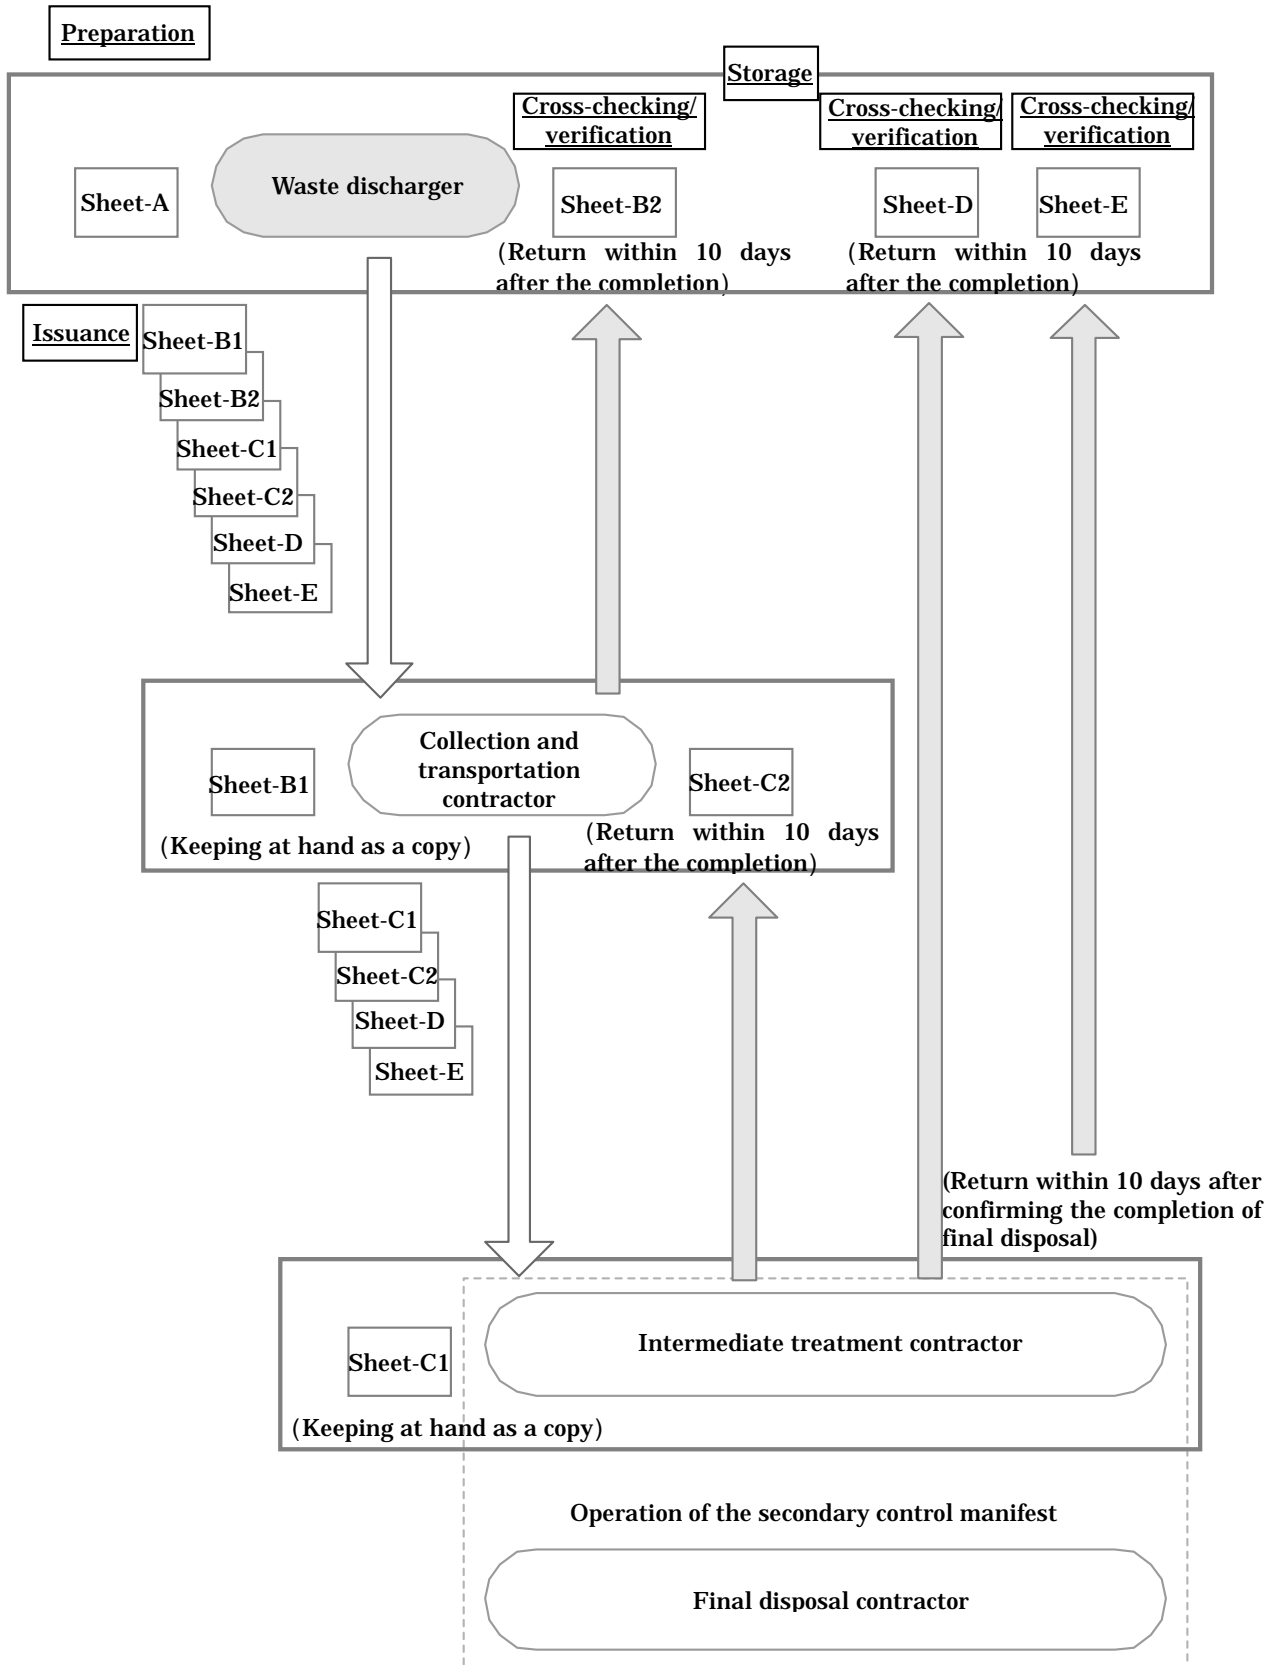 Preparation
Storage
Cross-checking/
verification
Cross-checking/
verification
Cross-checking/
verification
Sheet-A
Waste discharger
Sheet-B2
Sheet-D
Sheet-E
(Return within 10 days
after the completion)
(Return within 10 days
after the completion)
Issuance
Sheet-B1
Sheet-B2
Sheet-C1
Sheet-C2
Sheet-D
Sheet-E
Sheet-B1
Collection and
transportation
contractor
Sheet-C2
(Keeping at hand as a copy)
(Return within 10 days
after the completion)
Sheet-C1
Sheet-C2
Sheet-D
Sheet-E
(Return within 10 days after
confirming the completion of
final disposal)
Intermediate treatment contractor
Sheet-C1
(Keeping at hand as a copy)
Operation of the secondary control manifest
Final disposal contractor